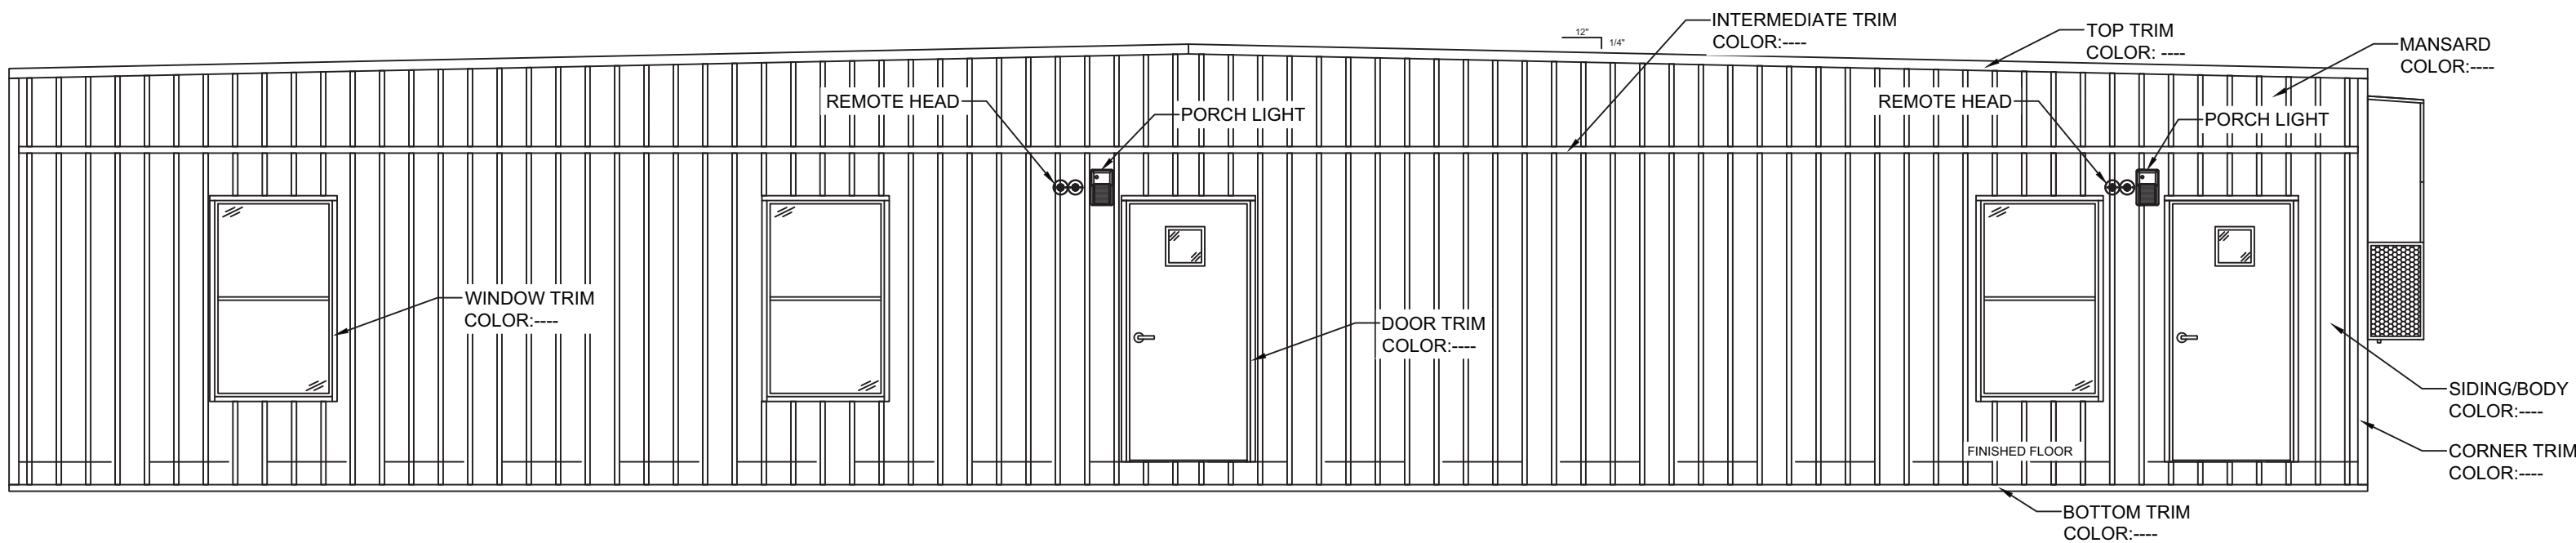 12"
1/4"
INTERMEDIATE TRIM
COLOR:----
TOP TRIM
COLOR: ----
MANSARD
COLOR:----
REMOTE HEAD
PORCH LIGHT
REMOTE HEAD
PORCH LIGHT
WINDOW TRIM
COLOR:----
DOOR TRIM
COLOR:----
SIDING/BODY
COLOR:----
FINISHED FLOOR
CORNER TRIM
COLOR:----
BOTTOM TRIM
COLOR:----